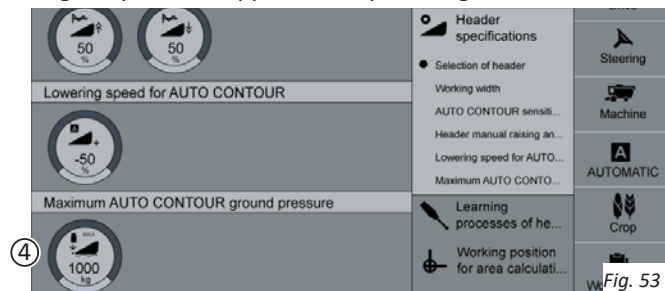 50
%
50
%
Lowering speed for AUTO CONTOUR
A
-50
%
Maximum AUTO CONTOUR ground pressure
④
MAX
1000
kg
Header
specifications
Selection of header
Working width
AUTO CONTOUR sensiti...
Header manual raising an...
Lowering speed for AUTO...
Maximum AUTO CONTO...
Learning
processes of he...
Working position
for area calculati...
Steering
Machine
A
AUTOMATIC
Crop
Fig. 53